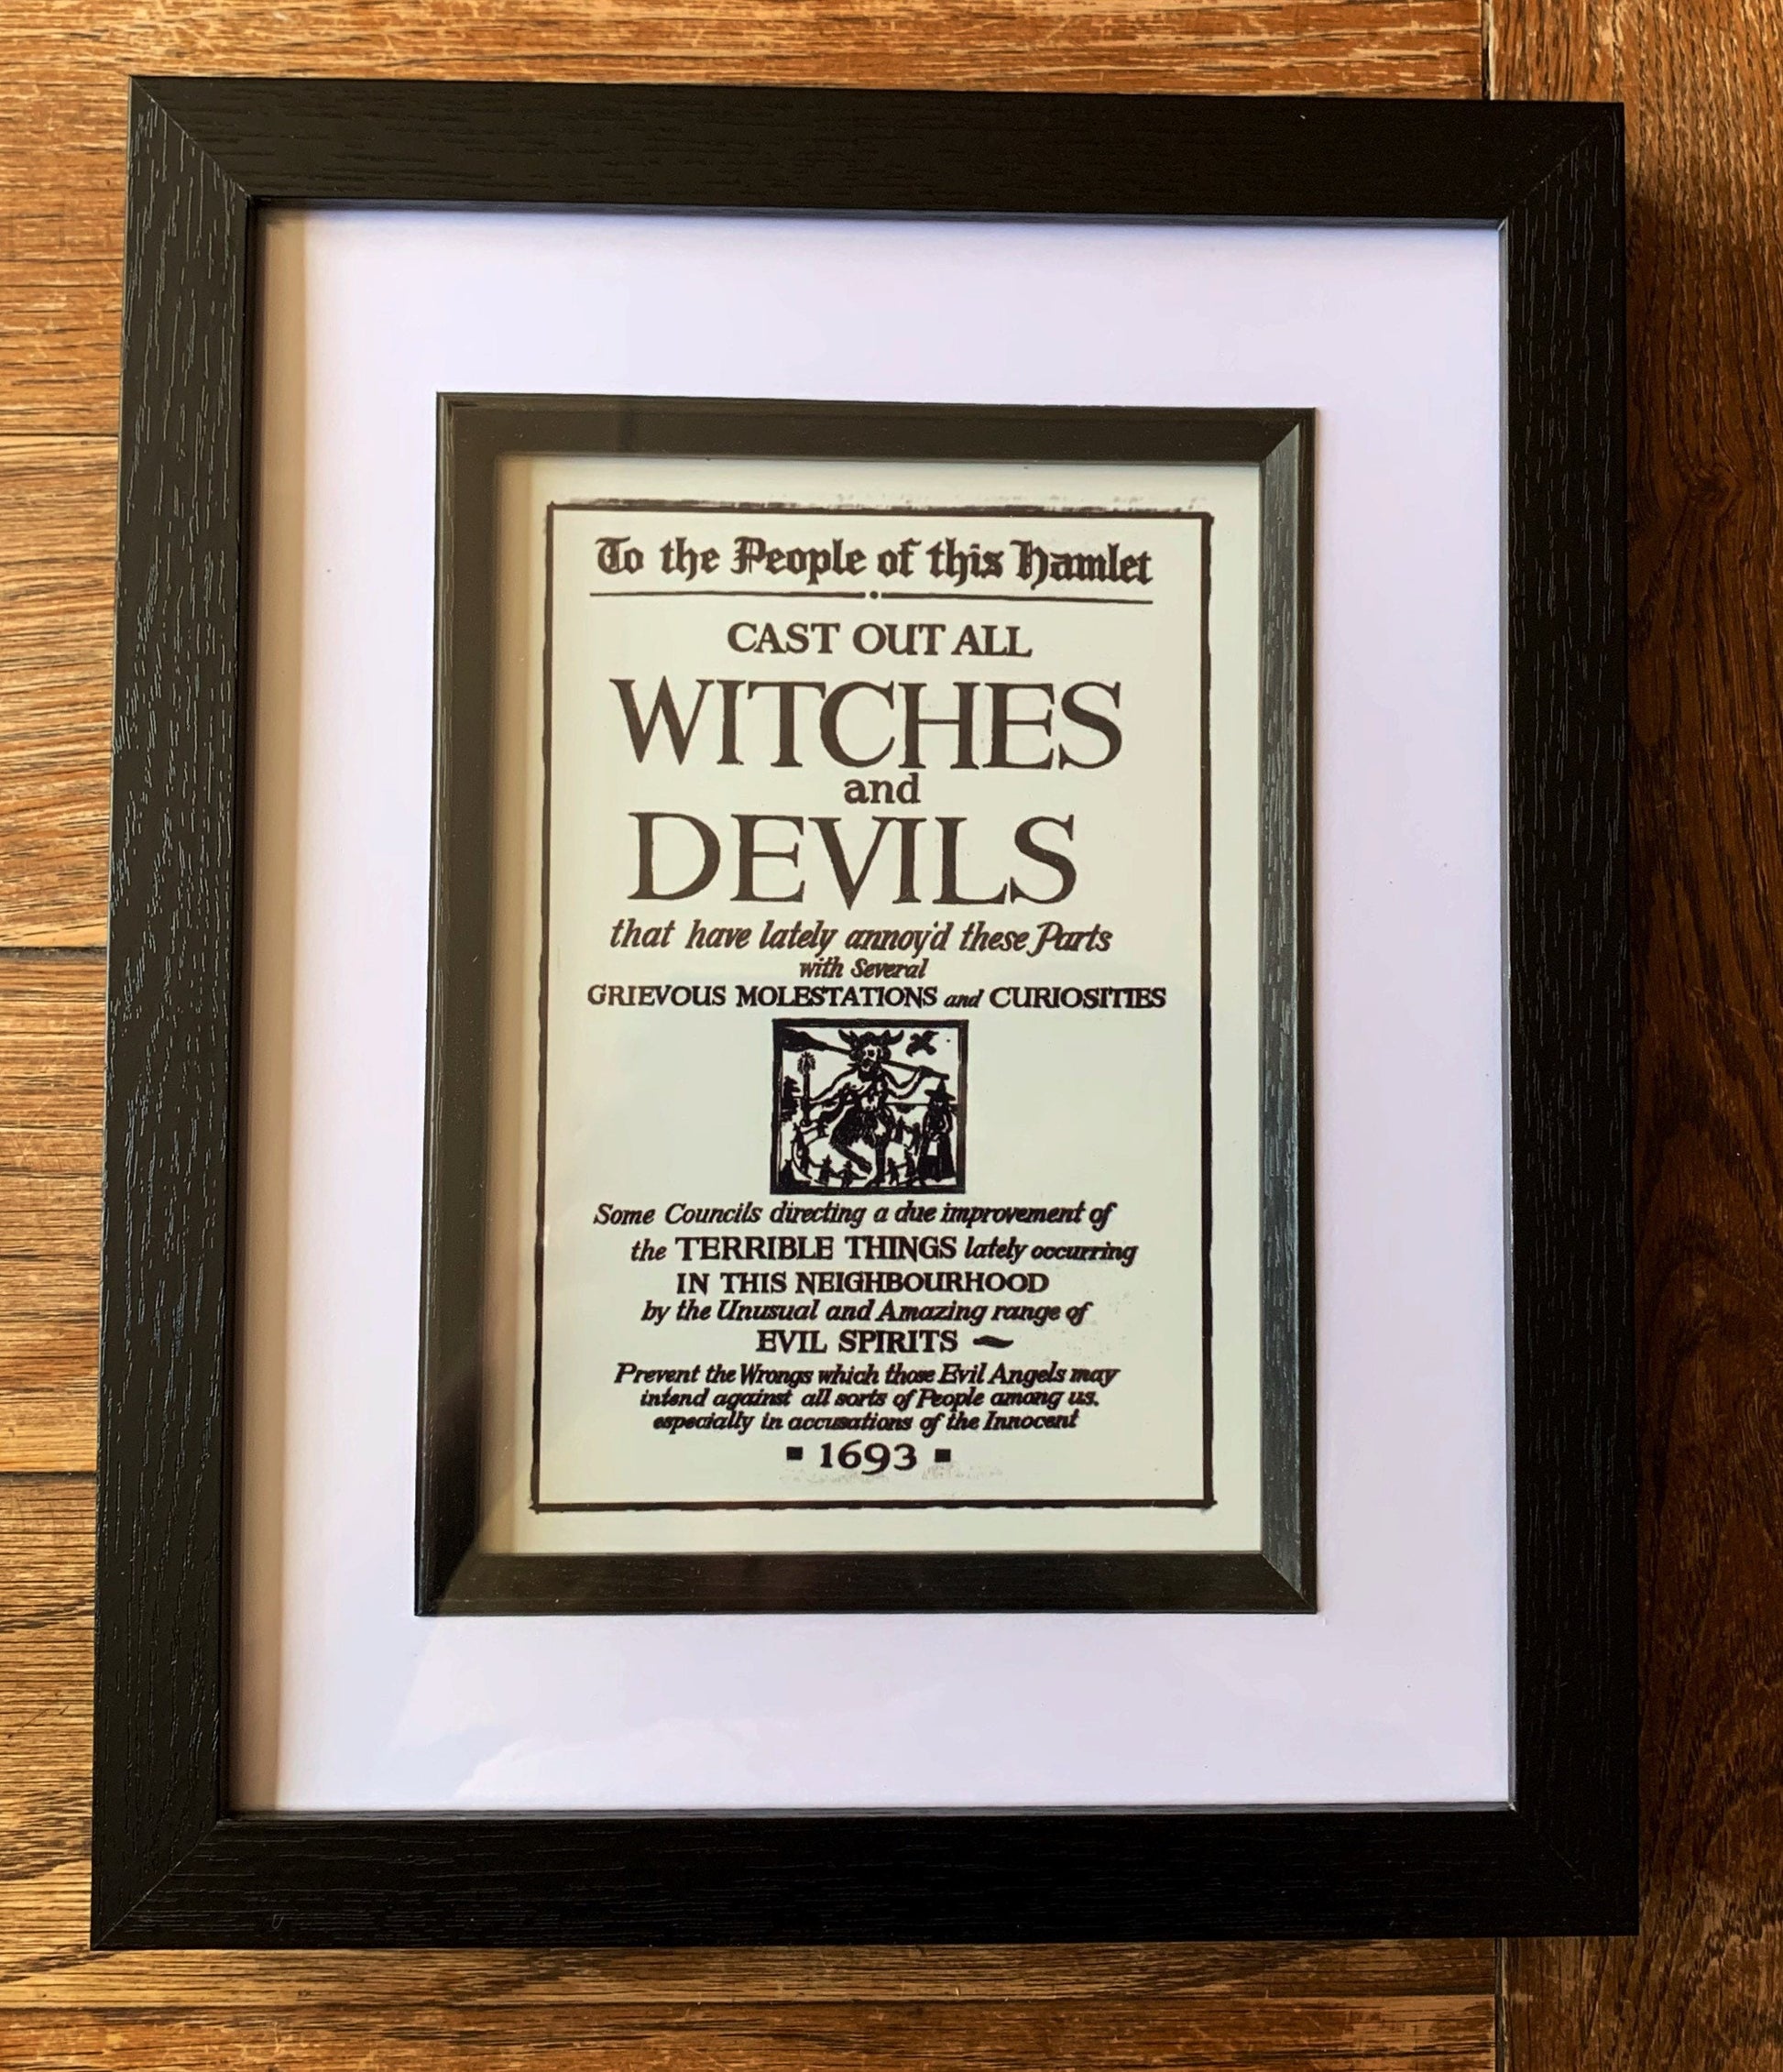 To the People of this Hamlet
CAST OUT ALL
WITCHES
and
DEVILS
that have lately annoy'd these Parts
with Several
GRIEVOUS MOLESTATIONS and CURIOSITIES
Some Councils directing a due improvement of
the TERRIBLE THINGS lately occurring
IN THIS NEIGHBOURHOOD
by the Unusual and Amazing range of
EVIL SPIRITS ~
Prevent the Wrongs which those Evil Angels may
intend against all sorts of People among us.
especially in accusations of the Innocent
▪ 1693 ▪